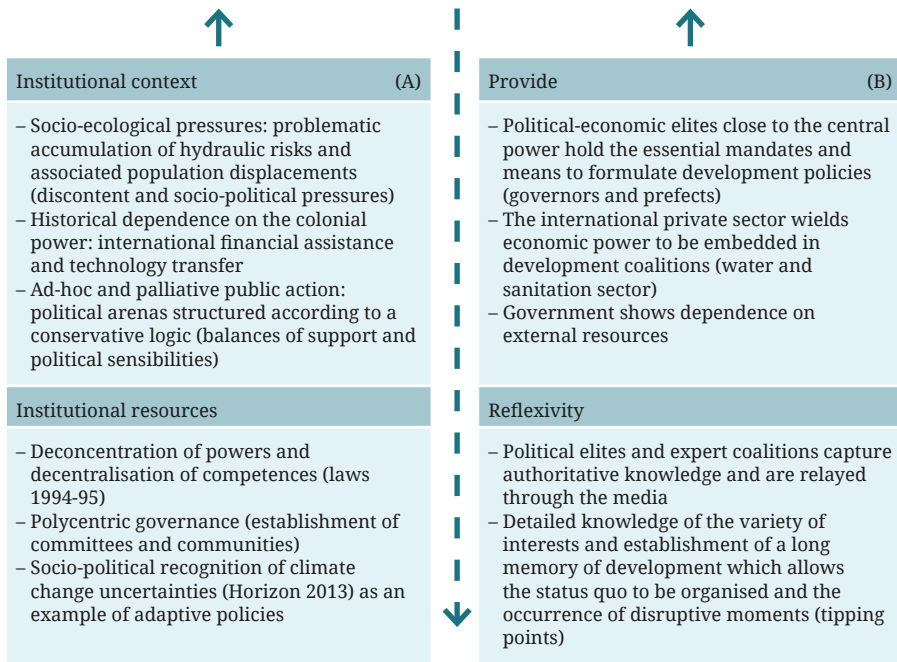 Institutional context (A)
– Socio-ecological pressures: problematic
accumulation of hydraulic risks and
associated population displacements
(discontent and socio-political pressures)
– Historical dependence on the colonial
power: international financial assistance
and technology transfer
– Ad-hoc and palliative public action:
political arenas structured according to a
conservative logic (balances of support and
political sensibilities)
Institutional resources
– Deconcentration of powers and
decentralisation of competences (laws
1994-95)
– Polycentric governance (establishment of
committees and communities)
– Socio-political recognition of climate
change uncertainties (Horizon 2013) as an
example of adaptive policies
Provide (B)
– Political-economic elites close to the central
power hold the essential mandates and
means to formulate development policies
(governors and prefects)
– The international private sector wields
economic power to be embedded in
development coalitions (water and
sanitation sector)
– Government shows dependence on
external resources
Reflexivity
– Political elites and expert coalitions capture
authoritative knowledge and are relayed
through the media
– Detailed knowledge of the variety of
interests and establishment of a long
memory of development which allows
the status quo to be organised and the
occurrence of disruptive moments (tipping
points)